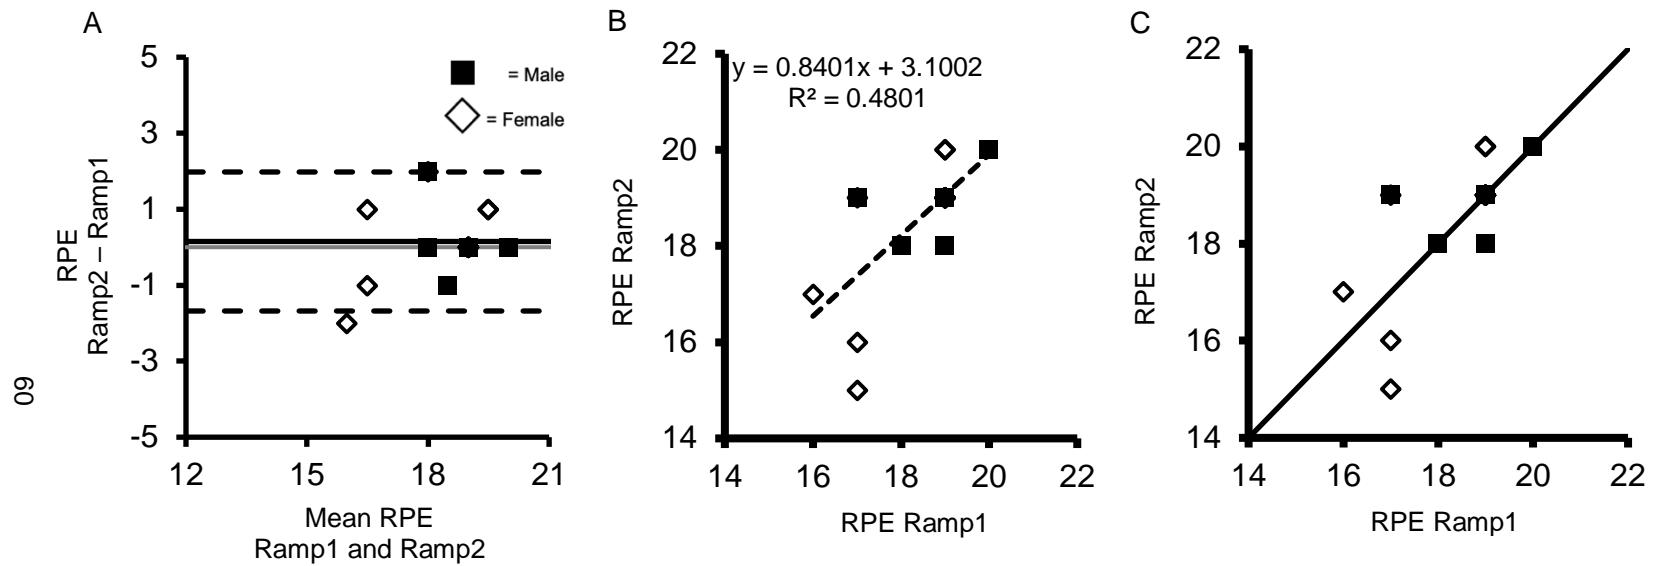 A
5
3
1
-1
-3
-5
12
15
18
21
RPE
Ramp2 – Ramp1
Mean RPE
Ramp1 and Ramp2
= Male
= Female
60
B
22
20
18
16
14
14
16
18
20
22
y = 0.8401x + 3.1002
R² = 0.4801
RPE Ramp2
RPE Ramp1
C
22
20
18
16
14
14
16
18
20
22
RPE Ramp2
RPE Ramp1